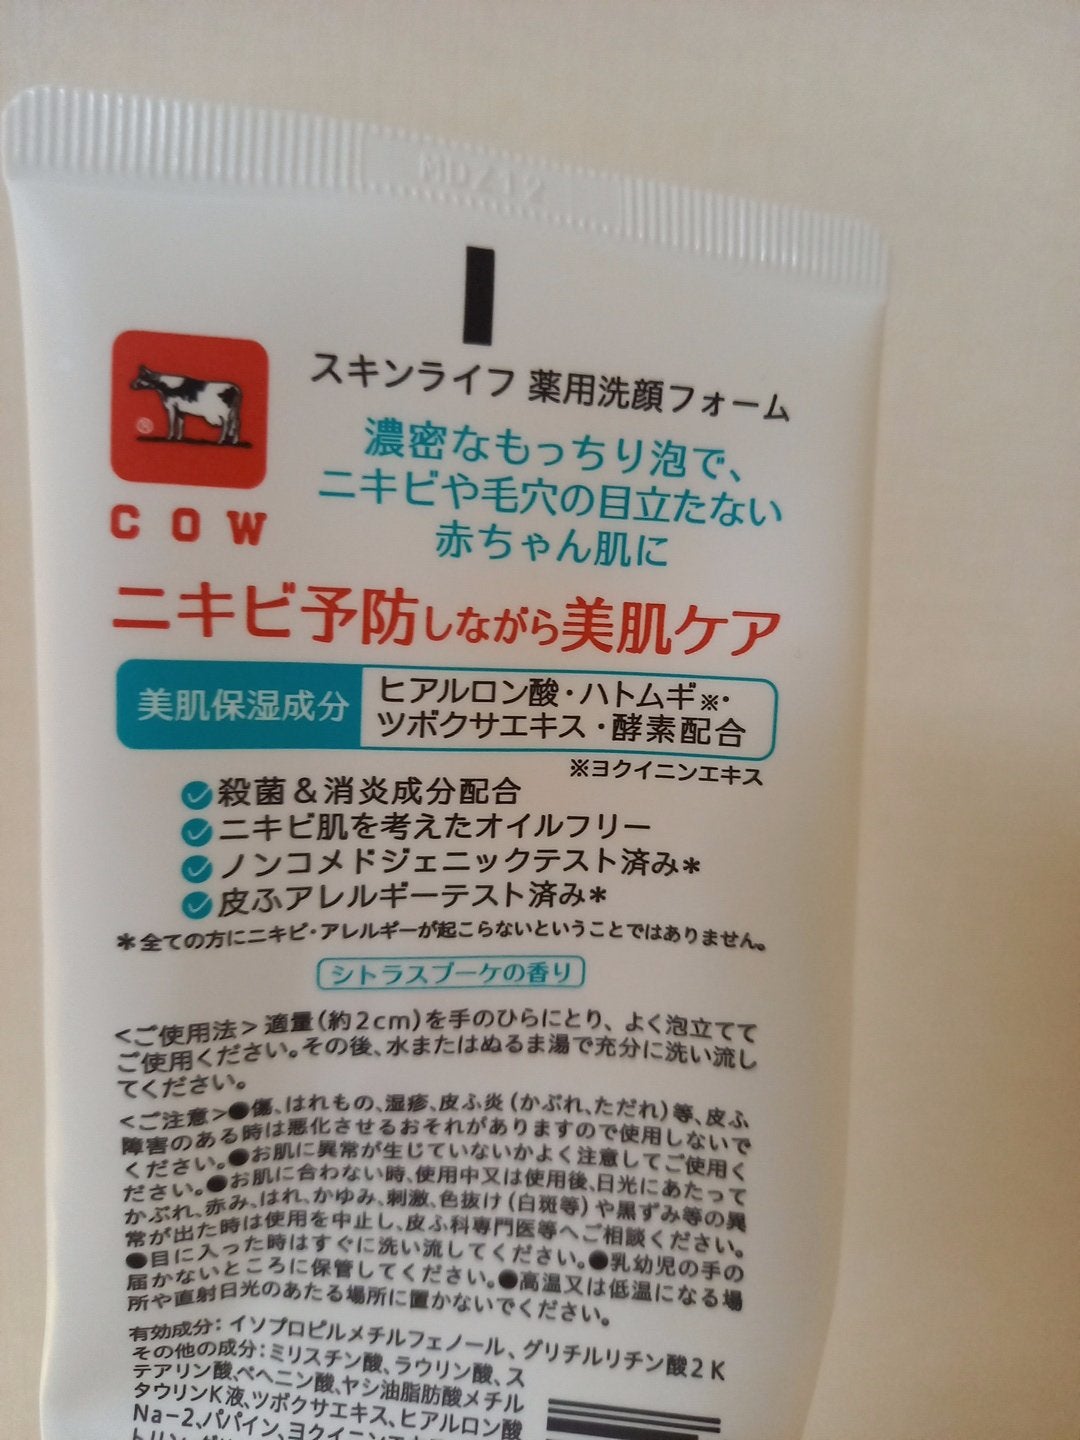 MDZ12
スキンライフ 薬用洗顔フォーム
濃密なもっちり泡で、
ニキビや毛穴の目立たない
赤ちゃん肌に
®
COW
ニキビ予防しながら美肌ケア
美肌保湿成分
ヒアルロン酸・ハトムギ※・
ツボクサエキス・酵素配合
※ヨクイニンエキス
殺菌&消炎成分配合
ニキビ肌を考えたオイルフリー
ノンコメドジェニックテスト済み*
皮ふアレルギーテスト済み*
*全ての方にニキビ・アレルギーが起こらないということではありません。
シトラスブーケの香り
<ご使用法>適量(約2cm)を手のひらにとり、よく泡立てて
ご使用ください。その後、水またはぬるま湯で充分に洗い流し
てください。
<ご注意>●傷、はれもの、湿疹、皮ふ炎(かぶれ、ただれ)等、皮ふ
障害のある時は悪化させるおそれがありますので使用しないで
ください。●お肌に異常が生じていないかよく注意してご使用く
ださい。●お肌に合わない時、使用中又は使用後、日光にあたって
かぶれ、赤み、はれ、かゆみ、刺激、色抜け(白斑等)や黒ずみ等の異
常が出た時は使用を中止し、皮ふ科専門医等へご相談ください。
●目に入った時はすぐに洗い流してください。●乳幼児の手の
届かないところに保管してください。●高温又は低温になる場
所や直射日光のあたる場所に置かないでください。
有効成分:イソプロピルメチルフェノール、グリチルリチン酸2K
その他の成分:ミリスチン酸、ラウリン酸、ス
テアリン酸、ベヘニン酸、ヤシ油脂肪酸メチル
タウリンK液、ツボクサエキス、ヒアルロン酸
Na-2、パパイン、ヨクイニンエキス